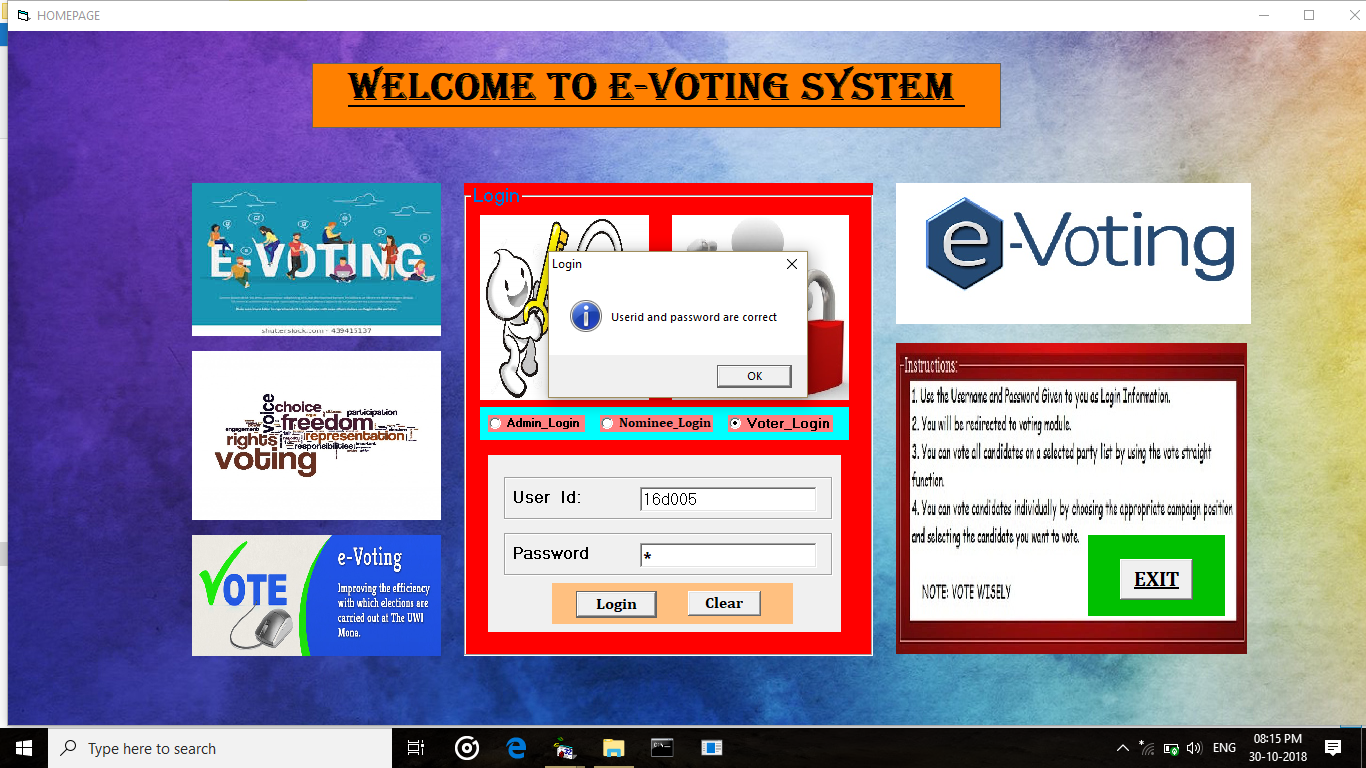 HOMEPAGE
WELCOME TO E-VOTING SYSTEM
E-VOTING
shutterstock.com - 439415137
voice
choice
participation
freedom
engagement
rights
representation
responsibilities
voting
VOTE
e-Voting
Improving the efficiency
with which elections are
carried out at The UWI
Mona.
Login
Login
Userid and password are correct
OK
Admin_Login Nominee_Login Voter_Login
User Id: 16d005
Password *
Login Clear
e-Voting
Instructions:
1. Use the Username and Password Given to you as Login Information.
2. You will be redirected to voting module.
3. You can vote all candidates on a selected party list by using the vote straight
function.
4. You can vote candidates individually by choosing the appropriate campaign position
and selecting the candidate you want to vote.
NOTE: VOTE WISELY
EXIT
Type here to search
ENG
08:15 PM
30-10-2018